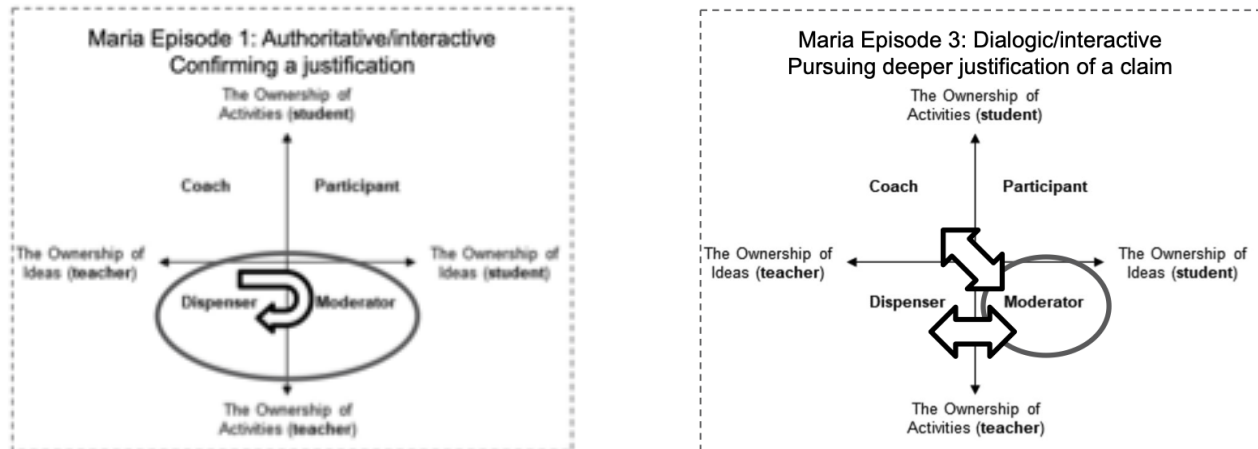 Maria Episode 1: Authoritative/interactive
Confirming a justification
The Ownership of
Activities (student)
Coach
Participant
The Ownership of
Ideas (teacher)
The Ownership of
Ideas (student)
Dispenser
Moderator
The Ownership of
Activities (teacher)
Maria Episode 3: Dialogic/interactive
Pursuing deeper justification of a claim
The Ownership of
Activities (student)
Coach
Participant
The Ownership of
Ideas (teacher)
The Ownership of
Ideas (student)
Dispenser
Moderator
The Ownership of
Activities (teacher)